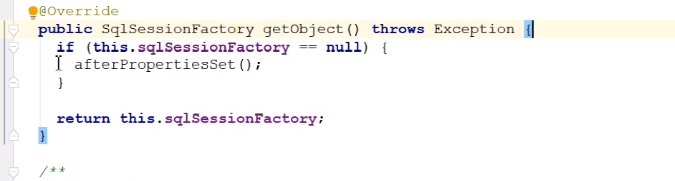 @Override
public SqlSessionFactory getObject() throws Exception {
if (this.sqlSessionFactory == null) {
afterPropertiesSet();
}
return this.sqlSessionFactory;
}
/**